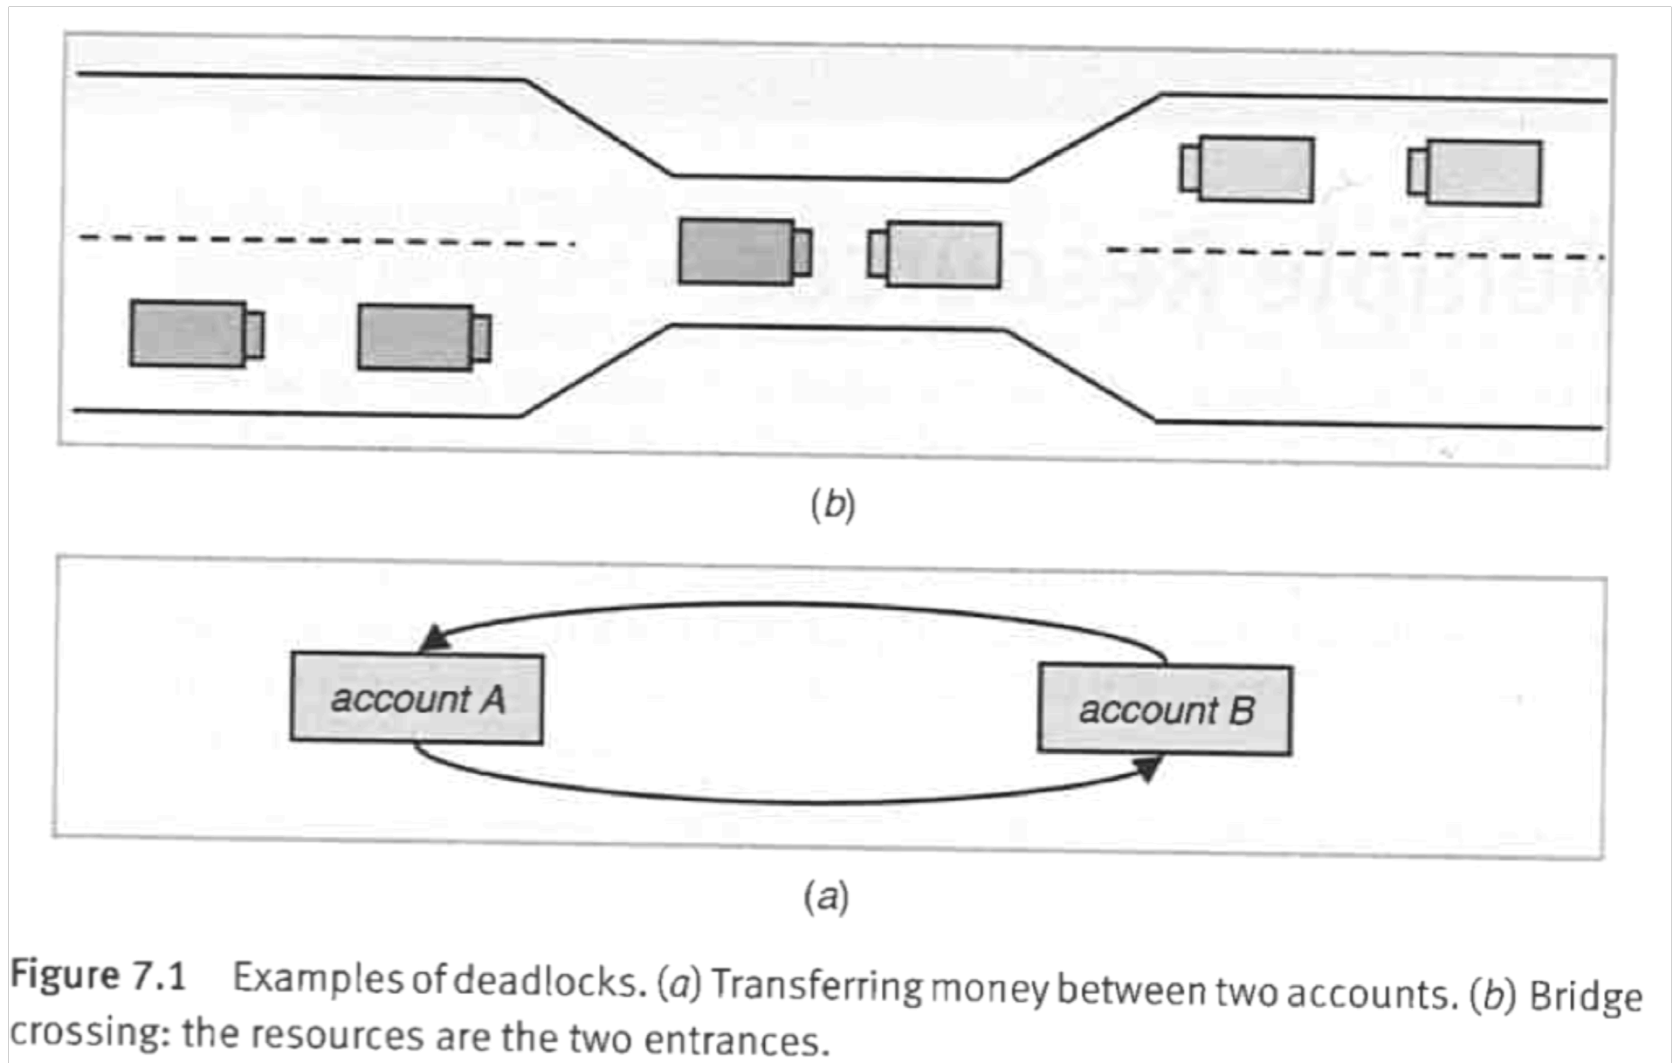 (b)
account A
account B
(a)
Figure 7.1 Examples of deadlocks. (a) Transferring money between two accounts. (b) Bridge
crossing: the resources are the two entrances.